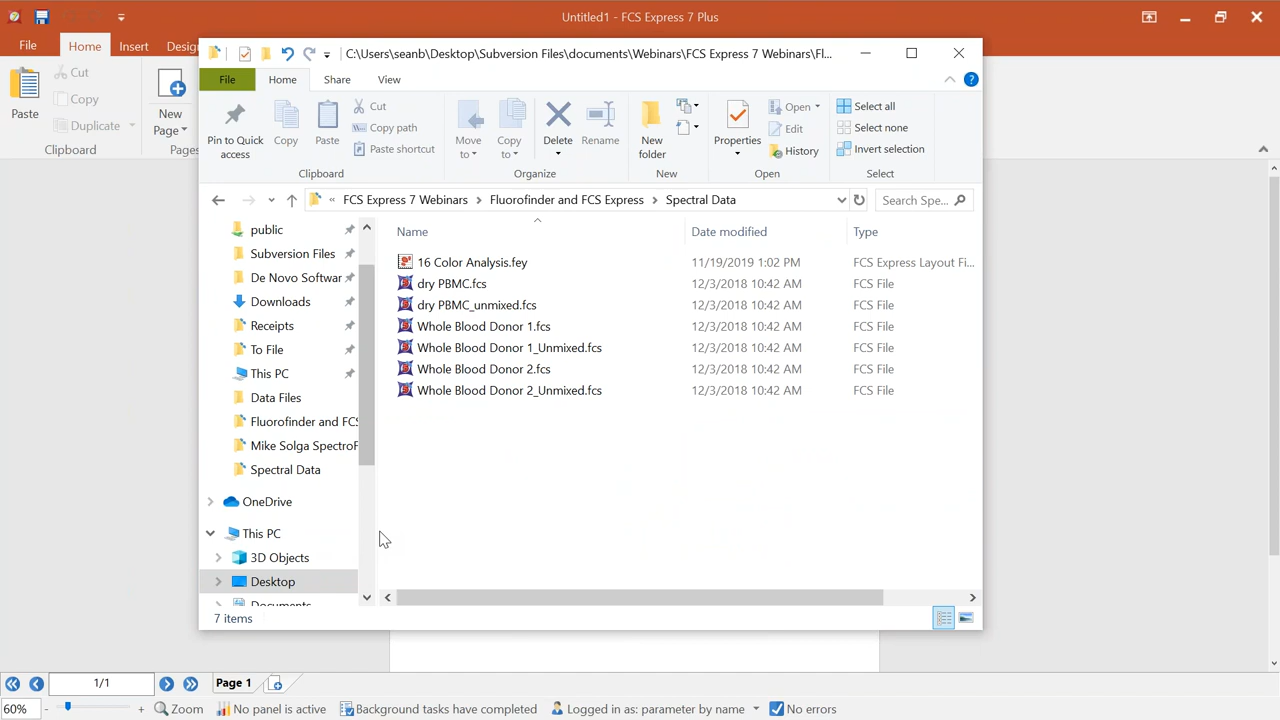 Untitled1 - FCS Express 7 Plus
File Home Insert Desig
C:\Users\seanb\Desktop\Subversion Files\documents\Webinars\FCS Express 7 Webinars\Fl...
File Home Share View
Paste Cut Copy Duplicate
New Page
Clipboard Pages
Pin to Quick access
Copy
Paste
Cut
Copy path
Paste shortcut
Move to
Copy to
Delete
Rename
New folder
Properties
Open
Edit
History
Select all
Select none
Invert selection
Clipboard Organize New Open Select
« FCS Express 7 Webinars > Fluorofinder and FCS Express > Spectral Data
Search Spe...
Name Date modified Type
16 Color Analysis.fey 11/19/2019 1:02 PM FCS Express Layout Fi...
dry PBMC.fcs 12/3/2018 10:42 AM FCS File
dry PBMC_unmixed.fcs 12/3/2018 10:42 AM FCS File
Whole Blood Donor 1.fcs 12/3/2018 10:42 AM FCS File
Whole Blood Donor 1_Unmixed.fcs 12/3/2018 10:42 AM FCS File
Whole Blood Donor 2.fcs 12/3/2018 10:42 AM FCS File
Whole Blood Donor 2_Unmixed.fcs 12/3/2018 10:42 AM FCS File
public
Subversion Files
De Novo Softwar
Downloads
Receipts
To File
This PC
Data Files
Fluorofinder and FCS
Mike Solga SpectroF
Spectral Data
OneDrive
This PC
3D Objects
Desktop
Documents
7 items
1/1 Page 1
60% - + Zoom No panel is active Background tasks have completed Logged in as: parameter by name No errors